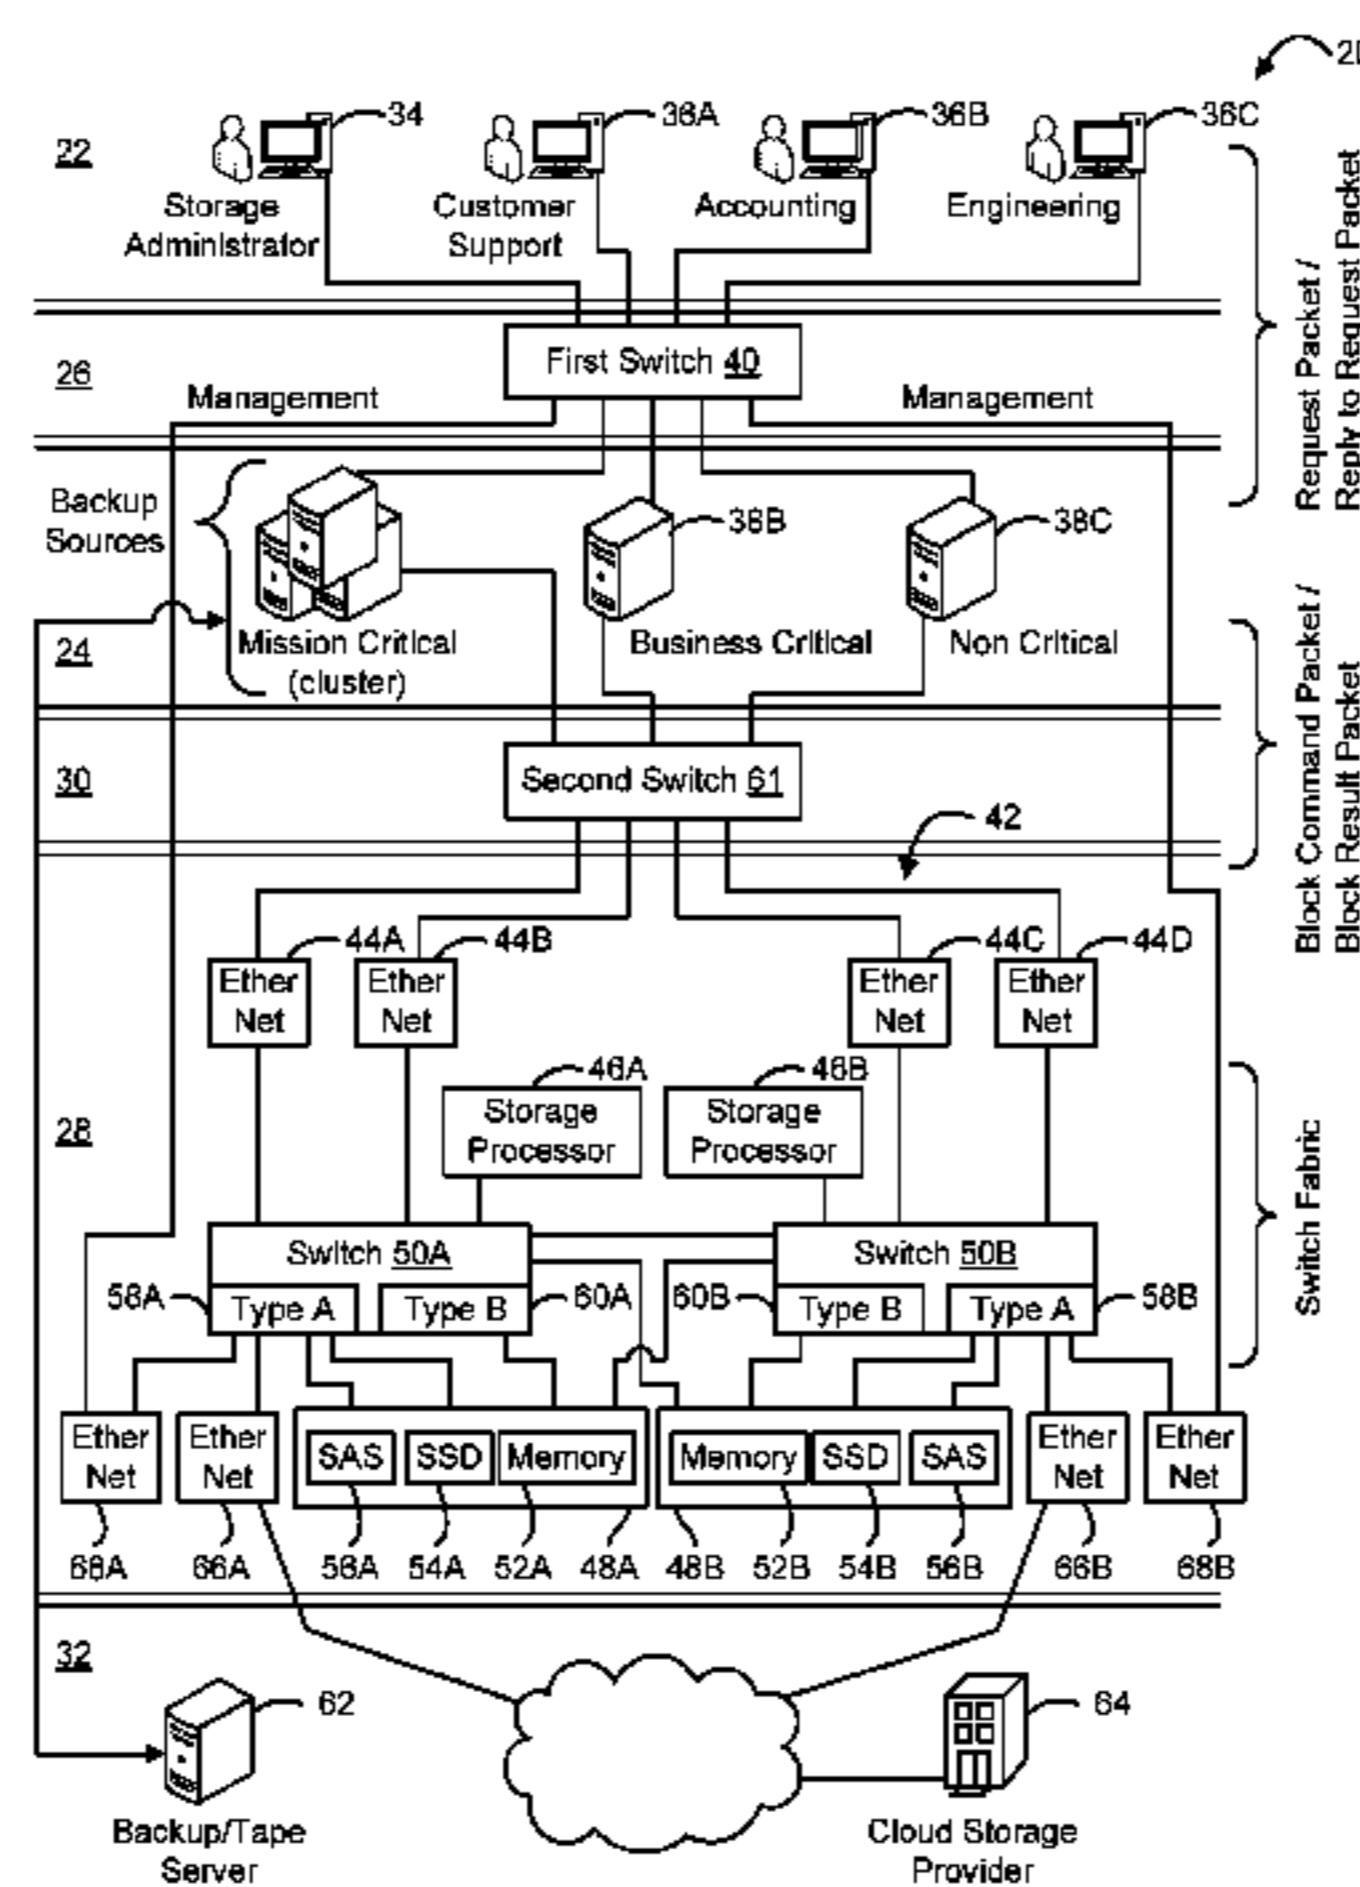 34
36A
36B
36C
22
Storage
Administrator
Customer
Support
Accounting
Engineering
Request Packet /
Reply to Request Packet
First Switch 40
26
Management
Management
Backup
Sources
38B
38C
24
Mission Critical
(cluster)
Business Critical
Non Critical
Block Command Packet /
Block Result Packet
30
Second Switch 61
42
44A
44B
44C
44D
Ether
Net
Ether
Net
Ether
Net
Ether
Net
46A
46B
Storage
Processor
Storage
Processor
28
Switch Fabric
Switch 50A
Switch 50B
58A
Type A
Type B
60A
60B
Type B
Type A
58B
Ether
Net
Ether
Net
SAS
SSD
Memory
Memory
SSD
SAS
Ether
Net
Ether
Net
68A
66A
56A
54A
52A
48A
48B
52B
54B
56B
66B
68B
32
62
64
Backup/Tape
Server
Cloud Storage
Provider